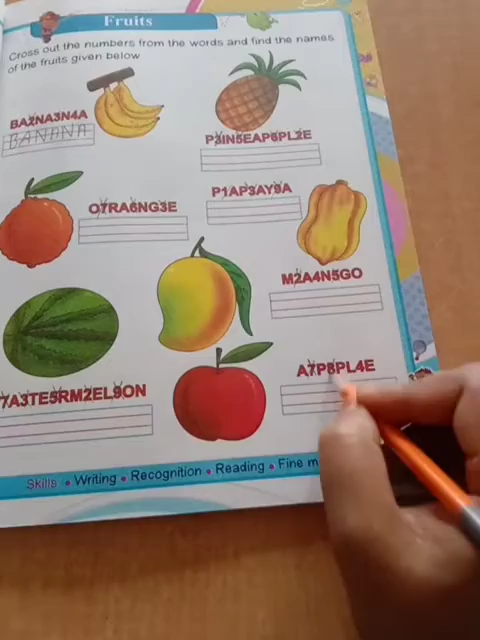 Fruits
Cross out the numbers from the words and find the names
of the fruits given below
BA2NA3N4A
BANANA
P3IN5EAP6PL2E
O7RA6NG3E
P1AP3AY9A
M2A4N5GO
7A3TE5RM2EL9ON
A7P8PL4E
Skills • Writing • Recognition • Reading • Fine m